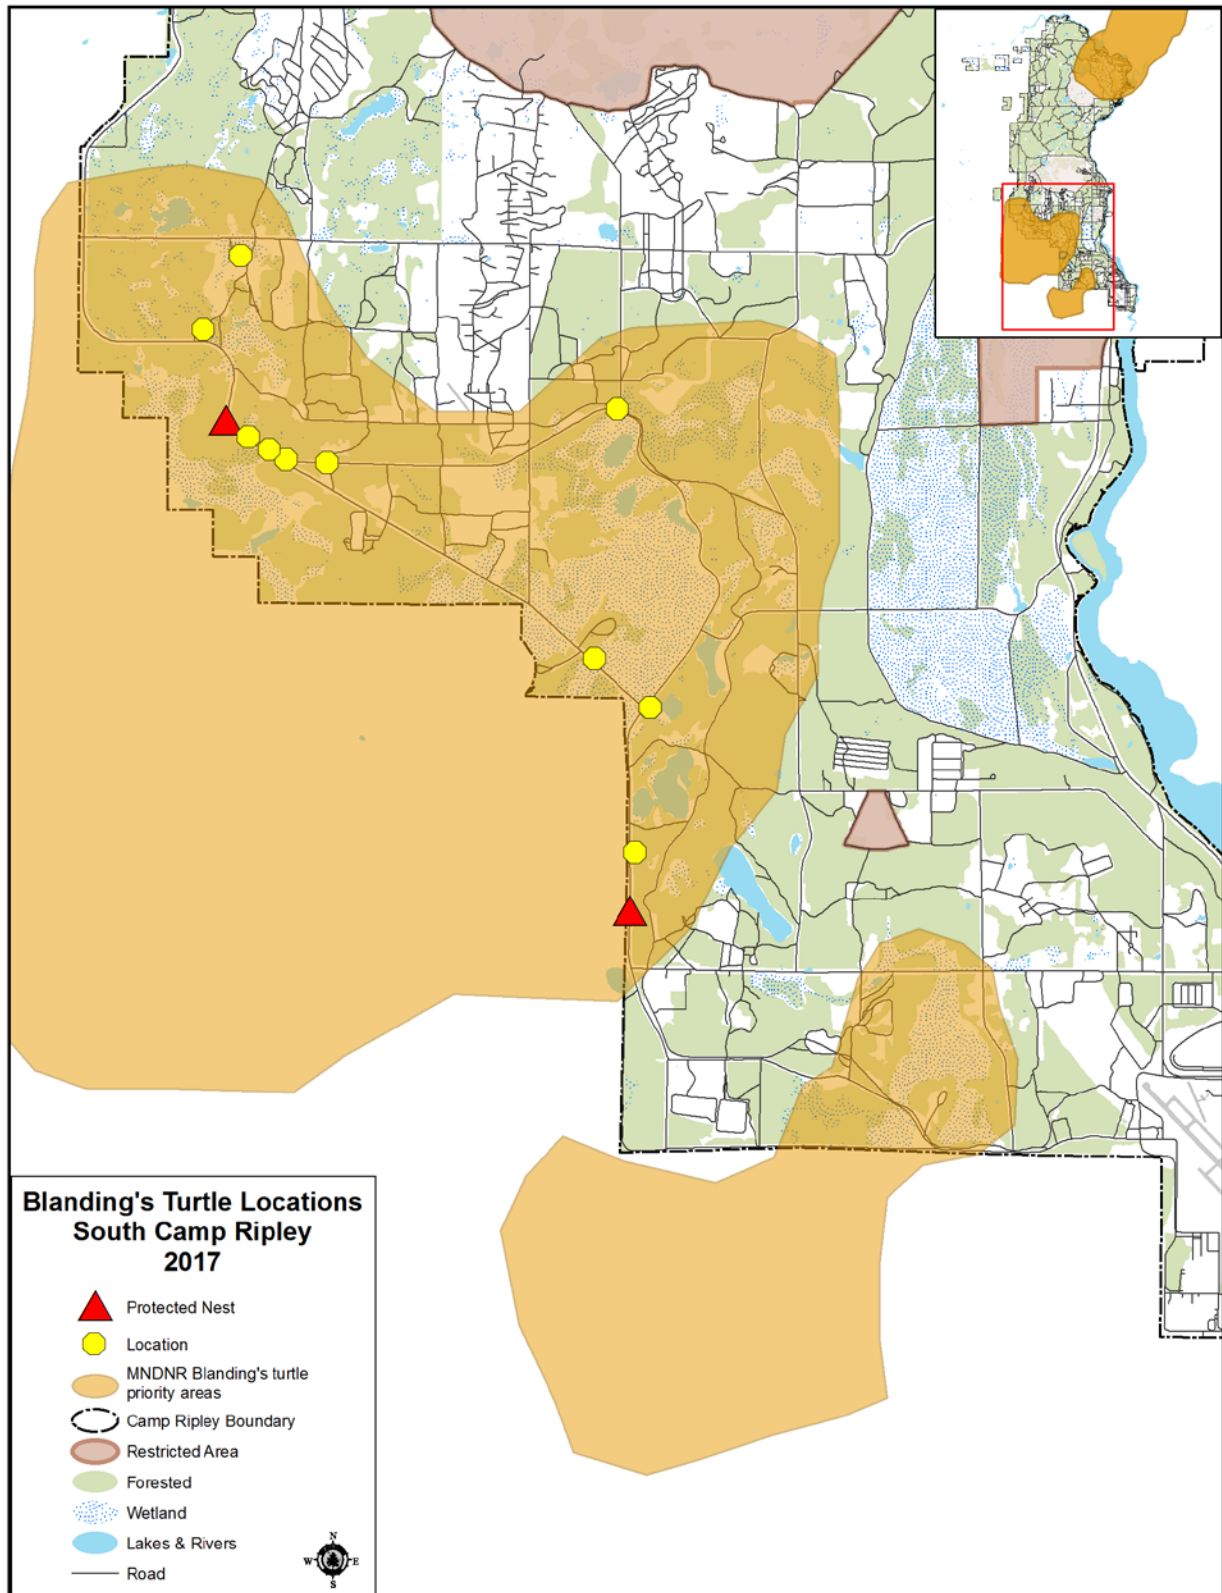 Blanding's Turtle Locations
South Camp Ripley
2017
Protected Nest
Location
MNDNR Blanding's turtle
priority areas
Camp Ripley Boundary
Restricted Area
Forested
Wetland
Lakes & Rivers
Road
N
W E
S